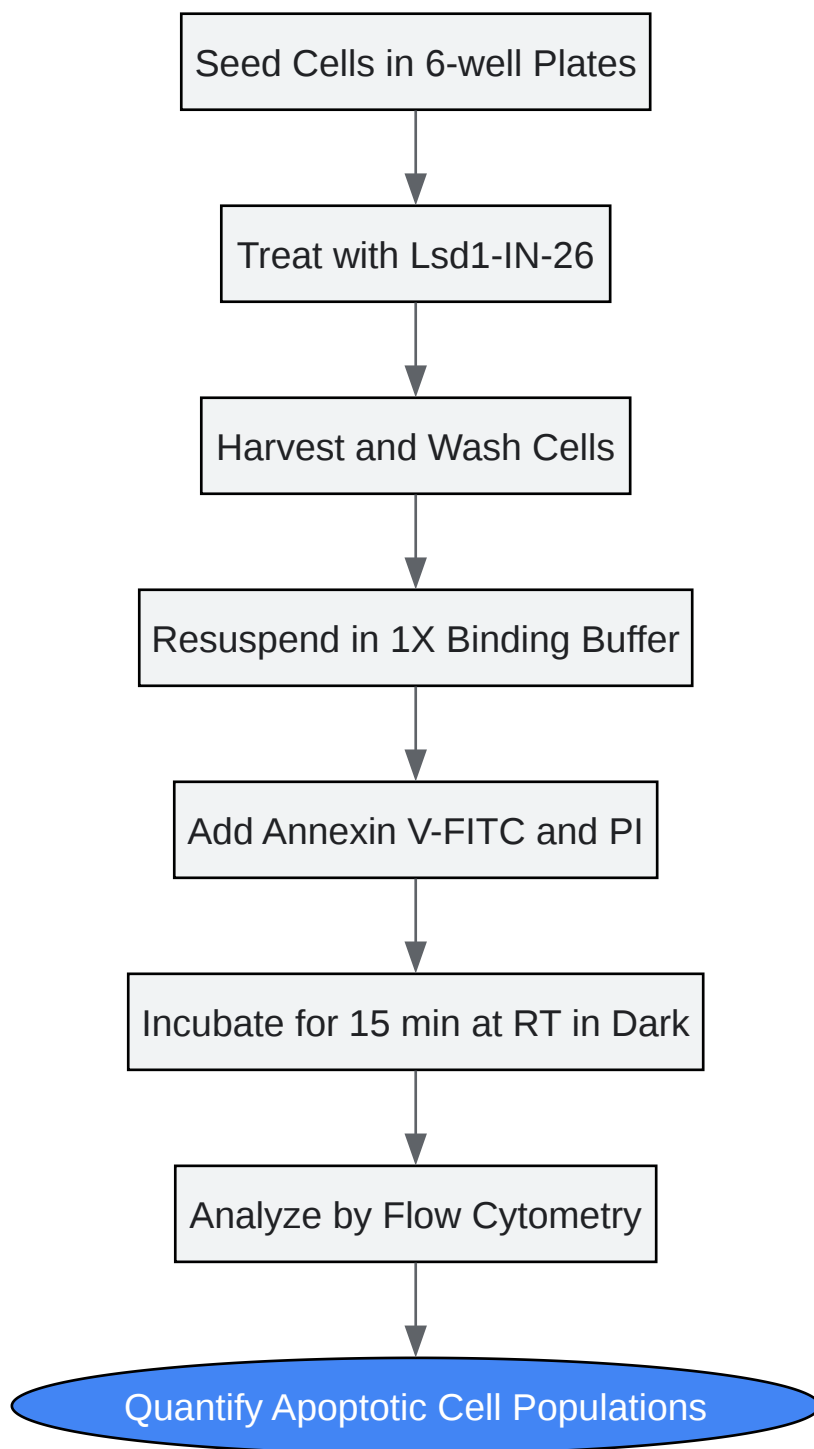 Seed Cells in 6-well Plates
Treat with Lsd1-IN-26
Harvest and Wash Cells
Resuspend in 1X Binding Buffer
Add Annexin V-FITC and PI
Incubate for 15 min at RT in Dark
Analyze by Flow Cytometry
Quantify Apoptotic Cell Populations